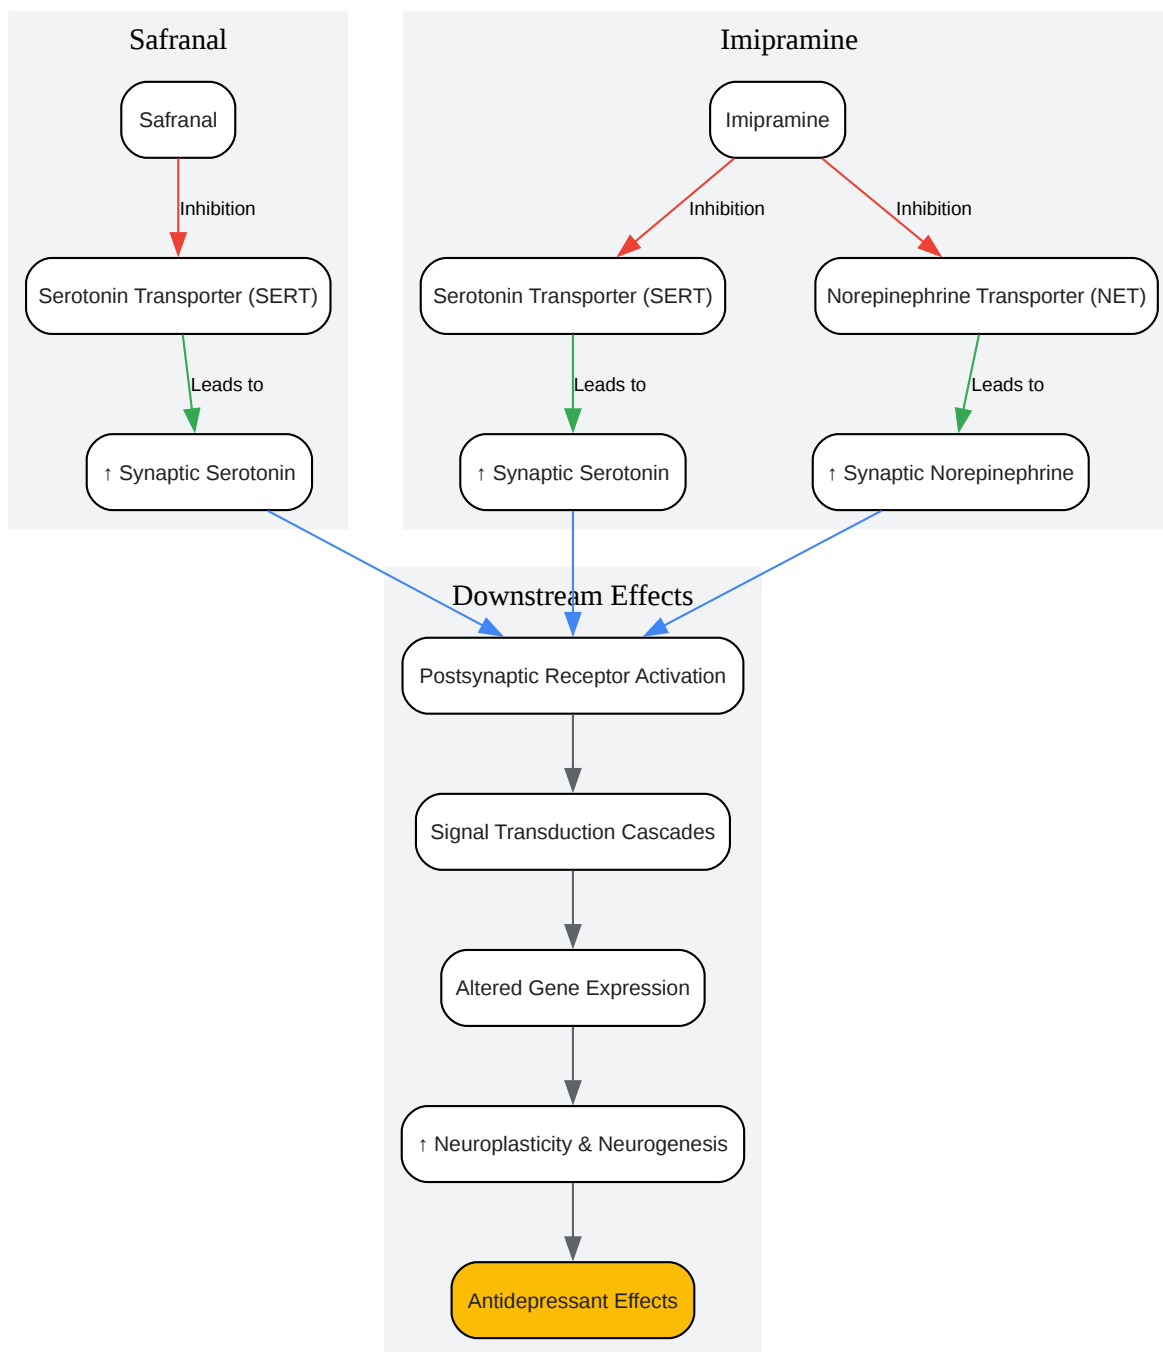 Safranal
Imipramine
Safranal
Imipramine
Inhibition
Inhibition
Inhibition
Serotonin Transporter (SERT)
Serotonin Transporter (SERT)
Norepinephrine Transporter (NET)
Leads to
Leads to
Leads to
↑ Synaptic Serotonin
↑ Synaptic Serotonin
↑ Synaptic Norepinephrine
Downstream Effects
Postsynaptic Receptor Activation
Signal Transduction Cascades
Altered Gene Expression
↑ Neuroplasticity & Neurogenesis
Antidepressant Effects